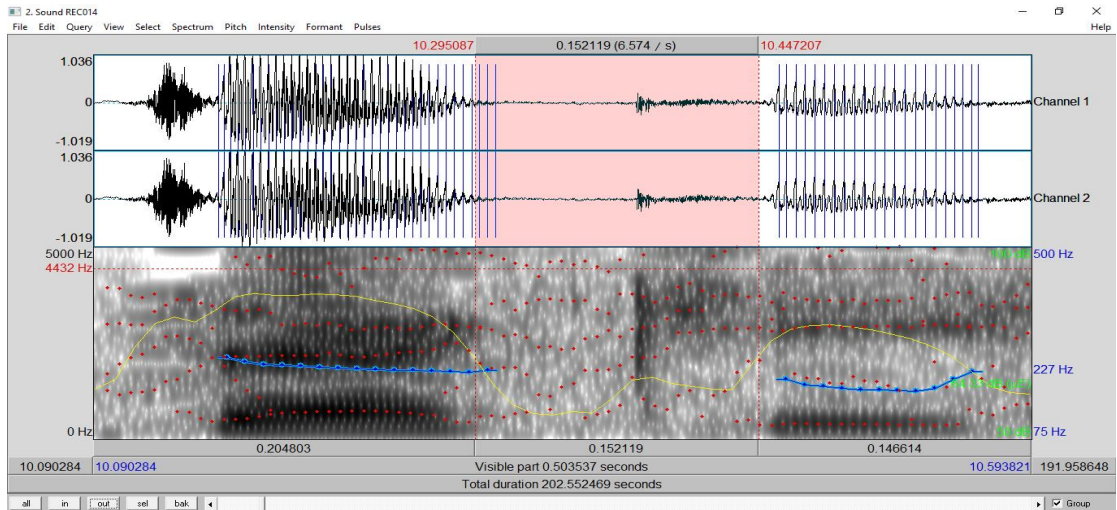 2. Sound REC014
File Edit Query View Select Spectrum Pitch Intensity Formant Pulses Help
10.295087 0.152119 (6.574 / s) 10.447207
1.036
0 Channel 1
-1.019
1.036
0 Channel 2
-1.019
5000 Hz 500 Hz
4432 Hz
227 Hz
0 Hz 75 Hz
0.204803 0.152119 0.146614
10.090284 10.090284 Visible part 0.503537 seconds 10.593821 191.958648
Total duration 202.552469 seconds
all in out sel bak Group